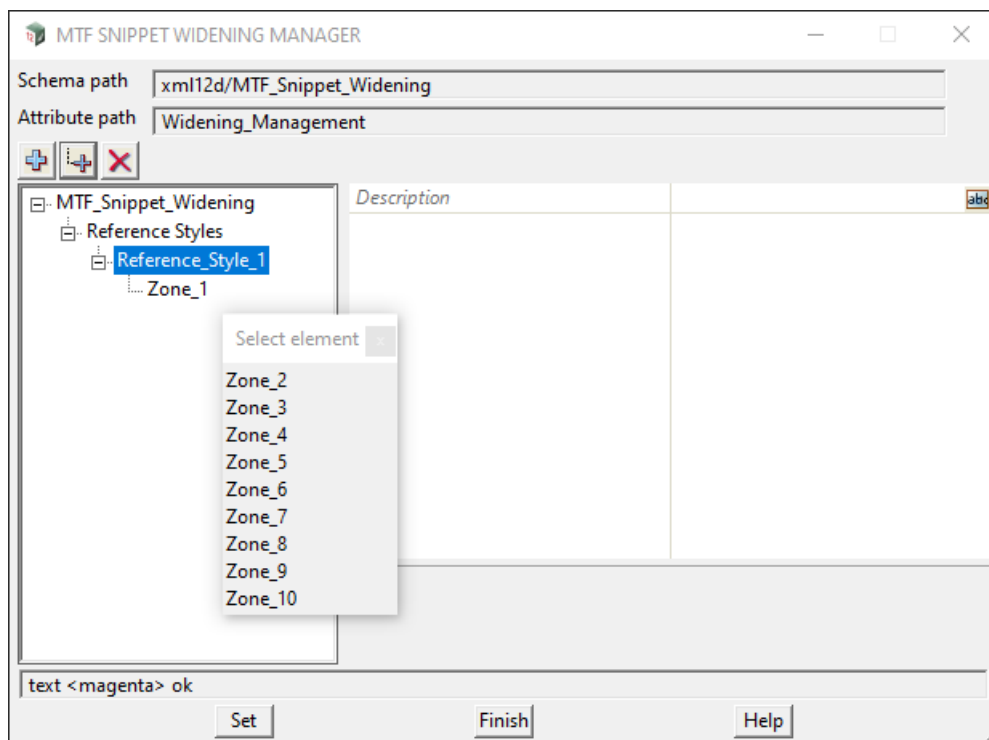 MTF SNIPPET WIDENING MANAGER
Schema path xml12d/MTF_Snippet_Widening
Attribute path Widening_Management
MTF_Snippet_Widening
Reference Styles
Reference_Style_1
Zone_1
Description
abc
Select element x
Zone_2
Zone_3
Zone_4
Zone_5
Zone_6
Zone_7
Zone_8
Zone_9
Zone_10
text <magenta> ok
Set Finish Help